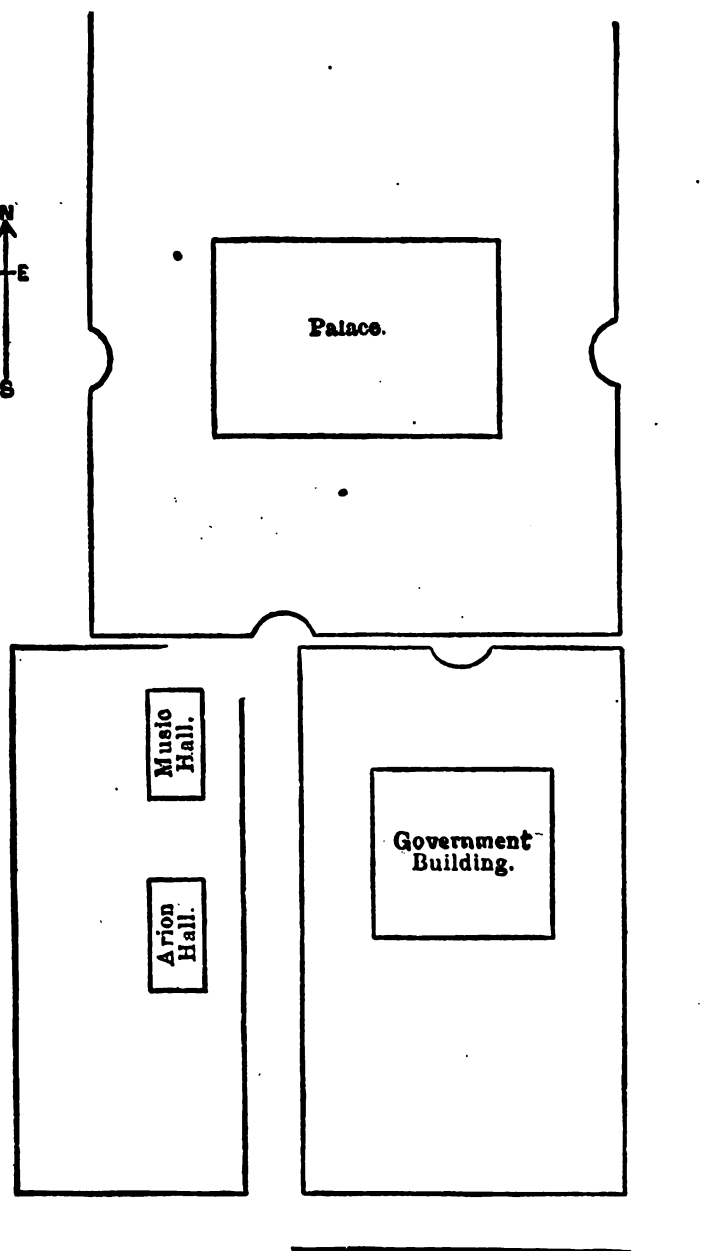 N
E
S
Palace.
Music
Hall.
Government
Building.
Arion
Hall.